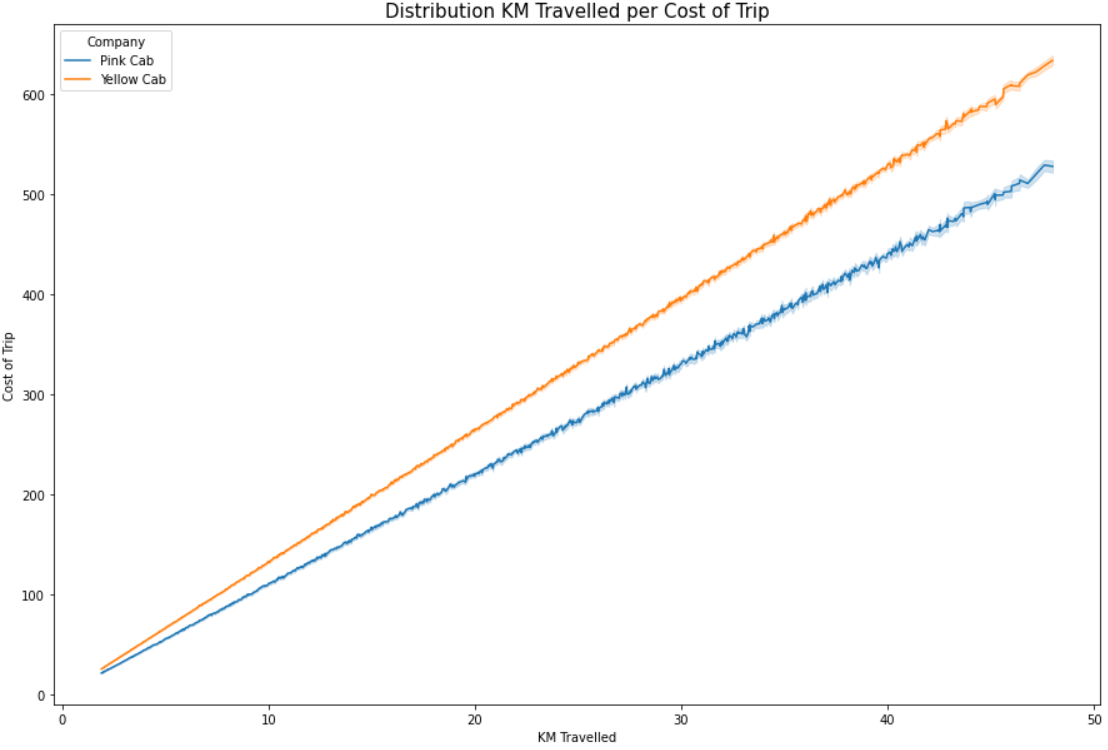 Distribution KM Travelled per Cost of Trip
Company
Pink Cab
Yellow Cab
600
500
400
300
200
100
0
Cost of Trip
0 10 20 30 40 50
KM Travelled